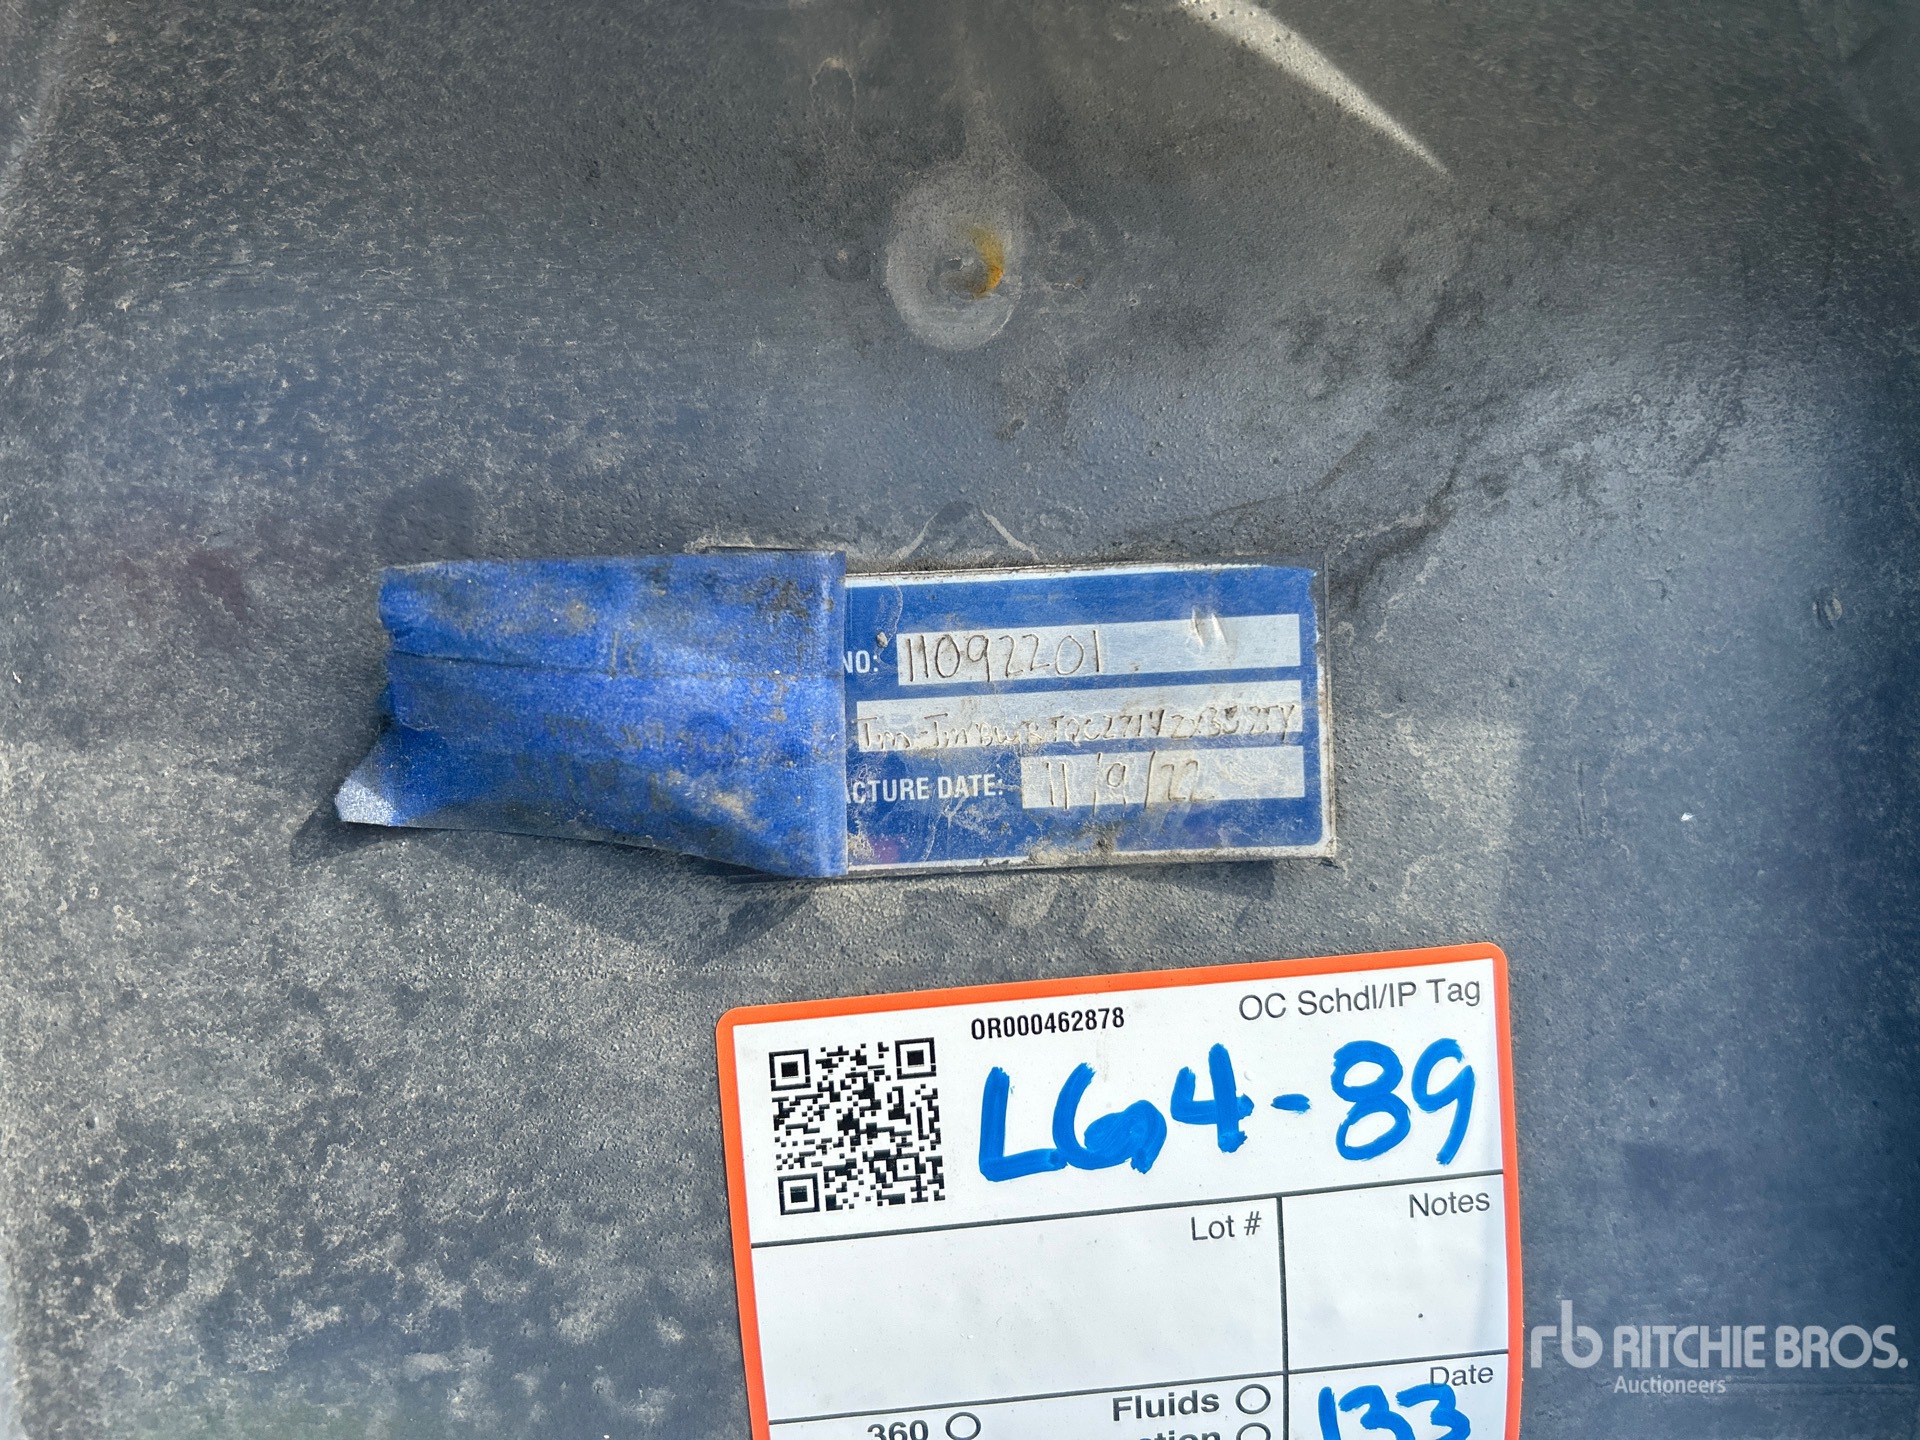 NO: 11092201
ACTURE DATE: 11/9/22
OR000462878
OC Schdl/IP Tag
LG4-89
Lot #
Notes
Fluids
Date
360
133
RITCHIE BROS.
Auctioneers